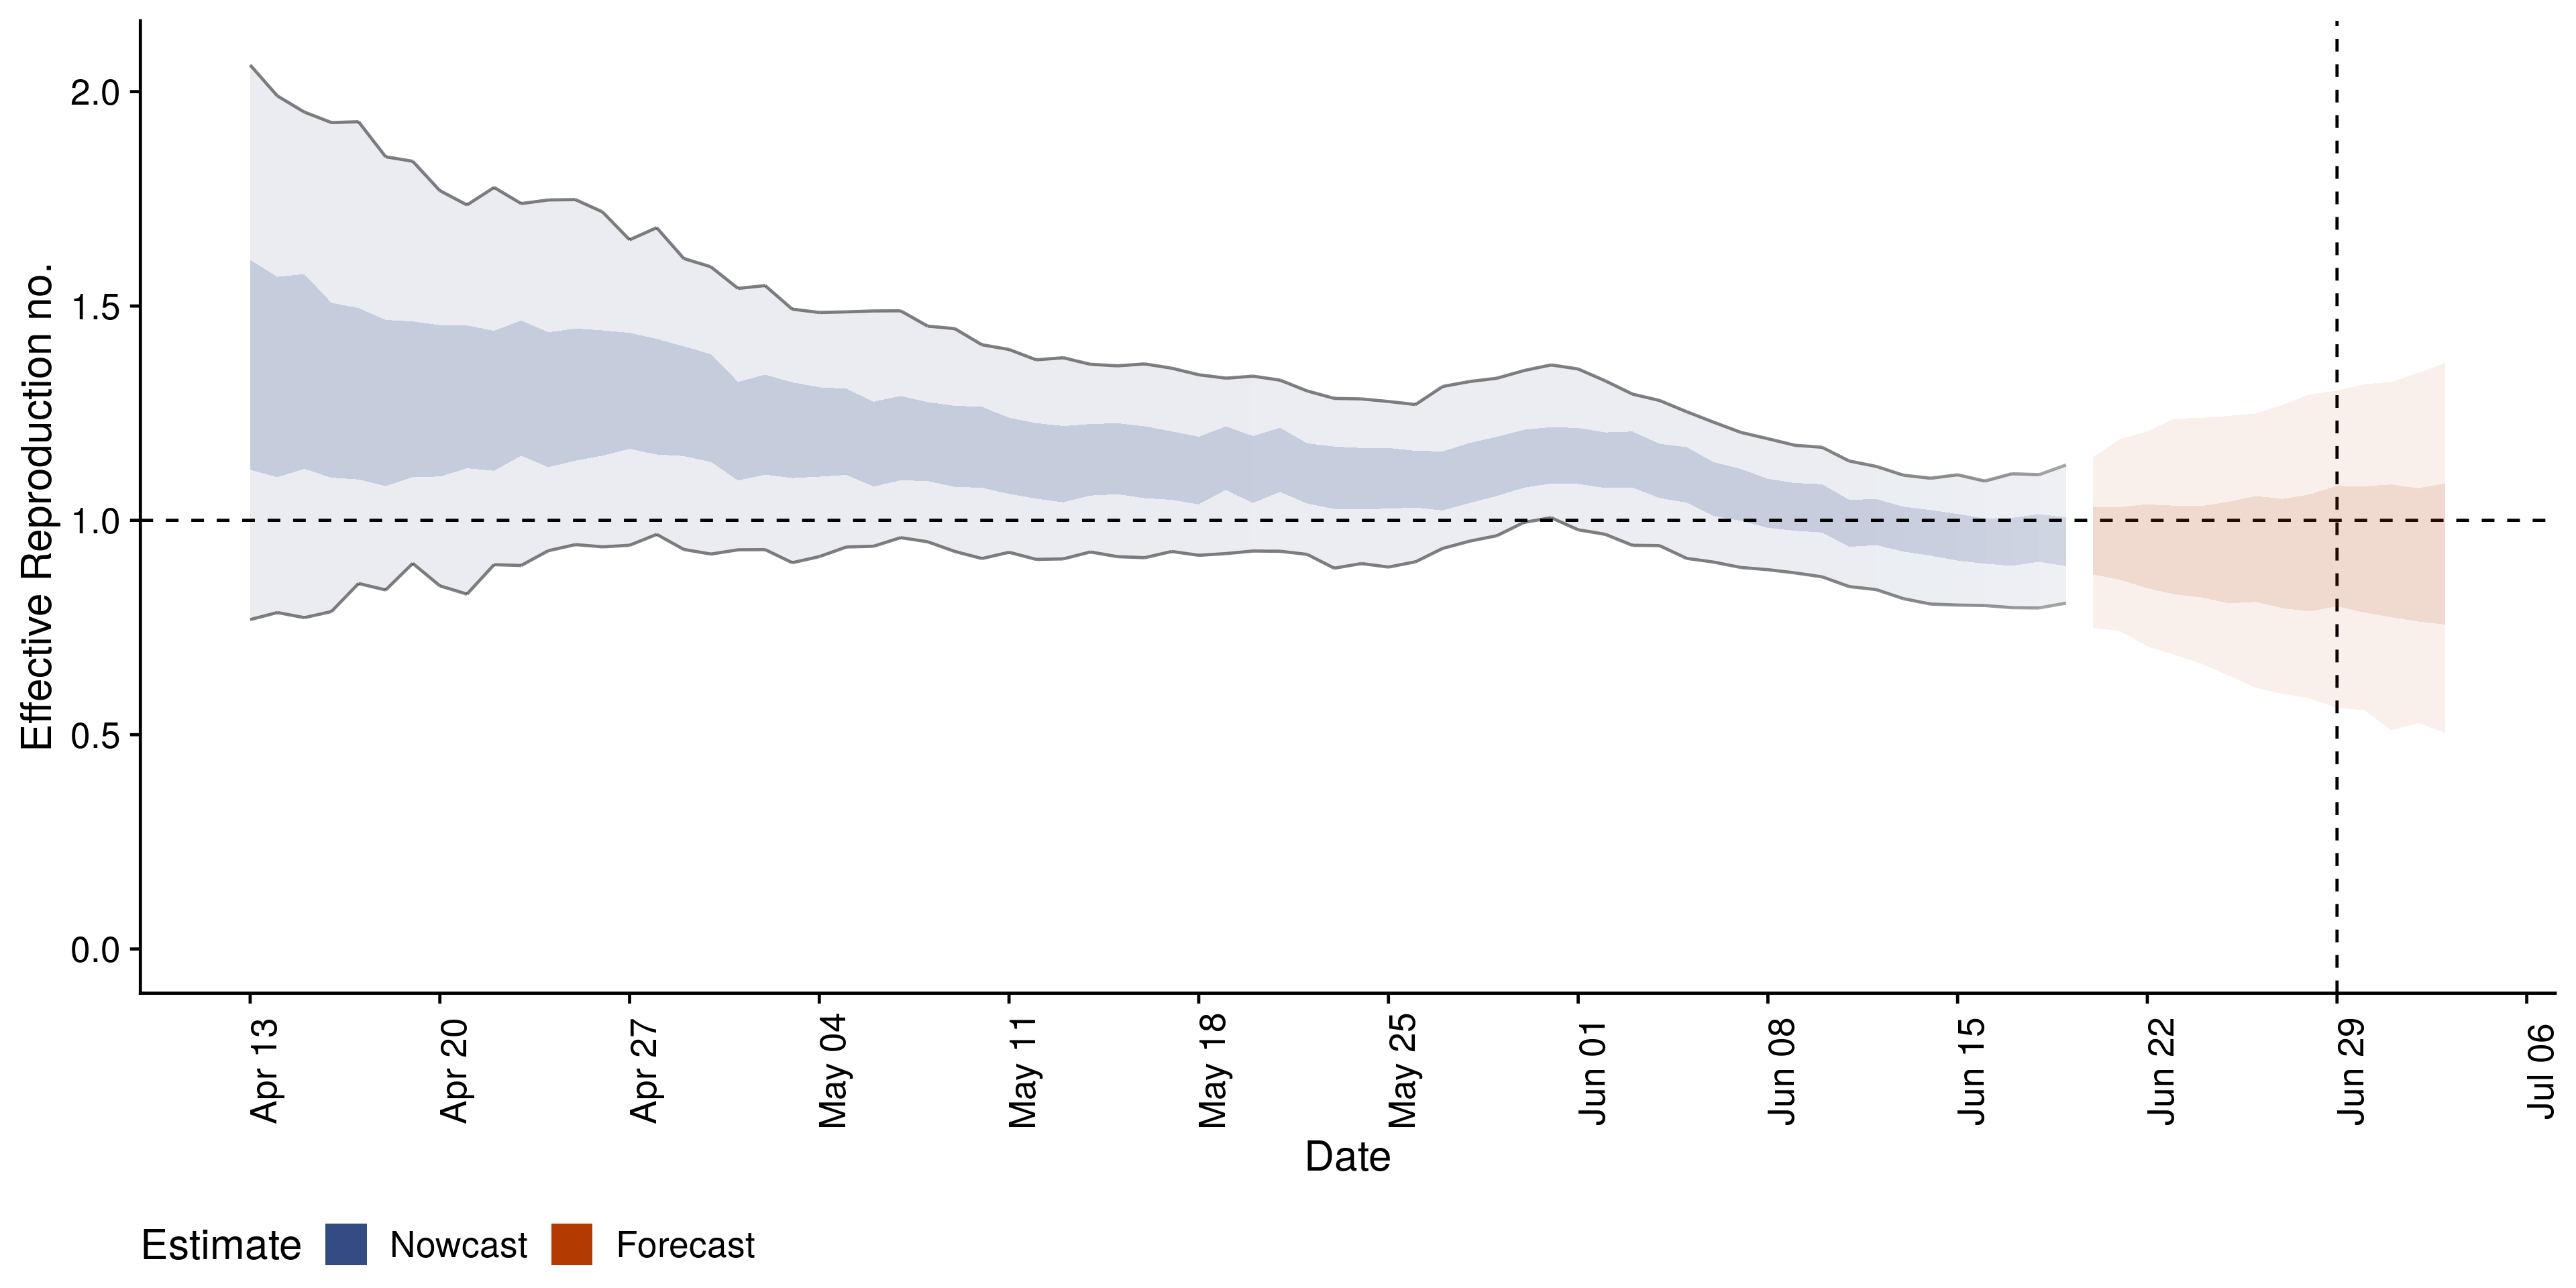 Effective Reproduction no.
2.0
1.5
1.0
0.5
0.0
Apr 13
Apr 20
Apr 27
May 04
May 11
May 18
May 25
Jun 01
Jun 08
Jun 15
Jun 22
Jun 29
Jul 06
Date
Estimate Nowcast Forecast